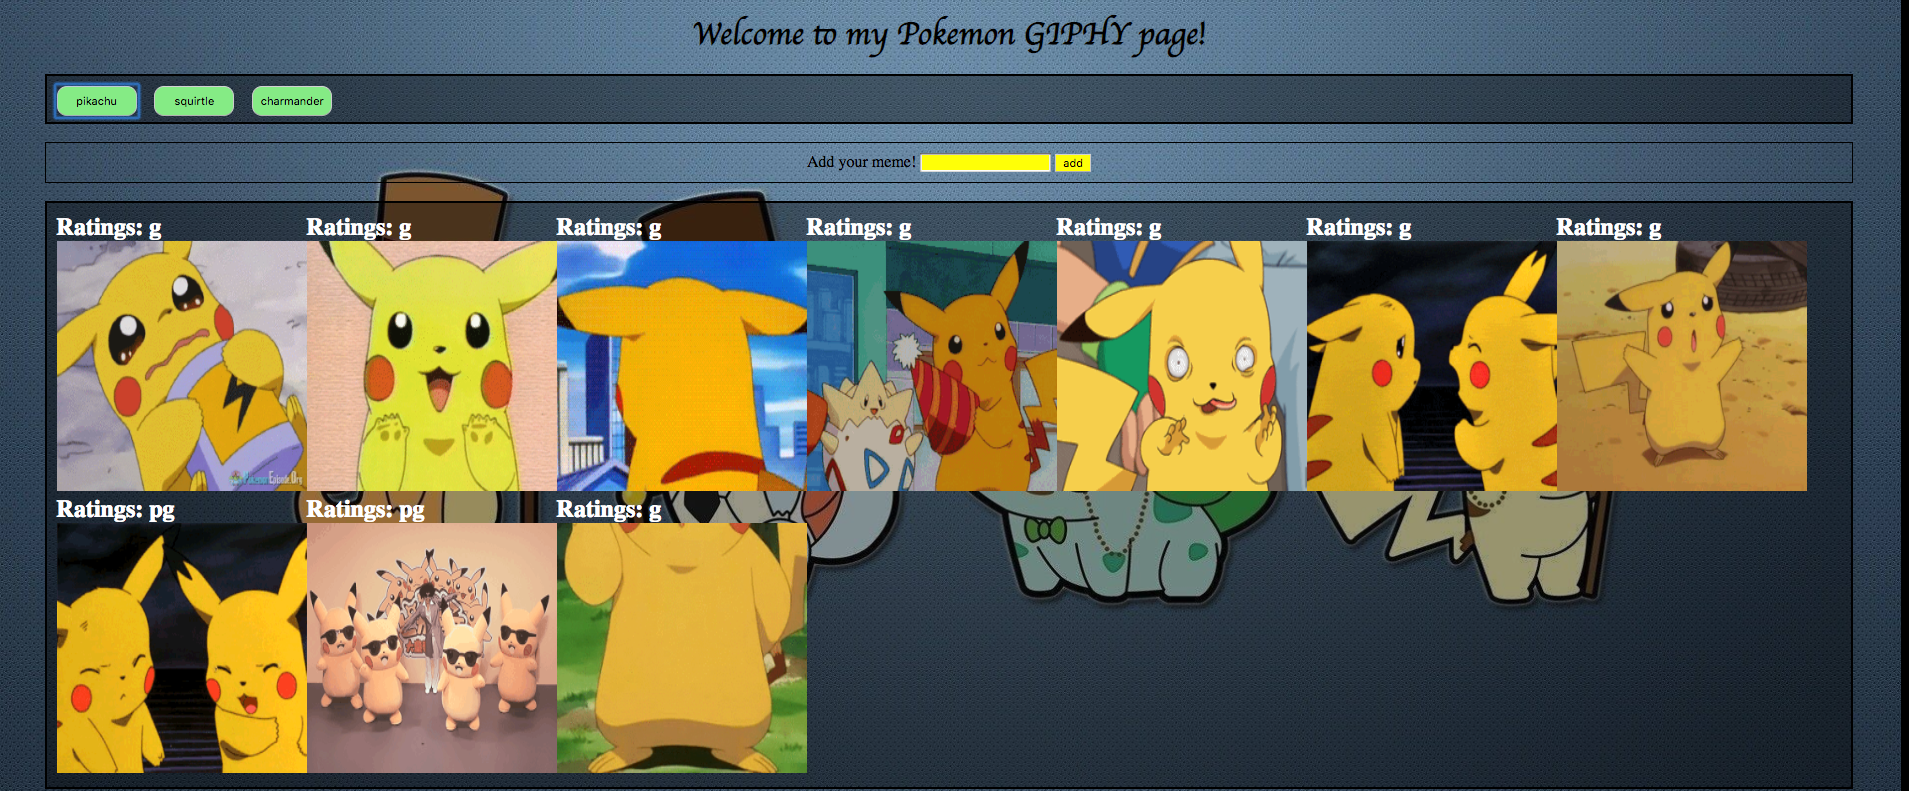 Welcome to my Pokemon GIPHY page!
pikachu squirtle charmander
Add your meme! add
Ratings: g Ratings: g Ratings: g Ratings: g Ratings: g Ratings: g Ratings: g
Ratings: pg Ratings: pg Ratings: g